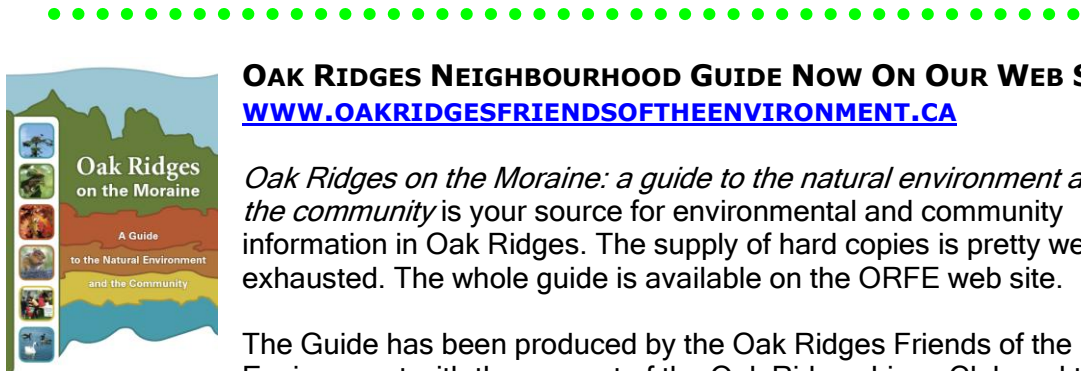 OAK RIDGES NEIGHBOURHOOD GUIDE NOW ON OUR WEB
WWW.OAKRIDGESFRIENDSOFTHEENVIRONMENT.CA
Oak Ridges
on the Moraine
A Guide
to the Natural Environment
and the Community
Oak Ridges on the Moraine: a guide to the natural environment
the community is your source for environmental and community
information in Oak Ridges. The supply of hard copies is pretty
exhausted. The whole guide is available on the ORFE web site.
The Guide has been produced by the Oak Ridges Friends of the